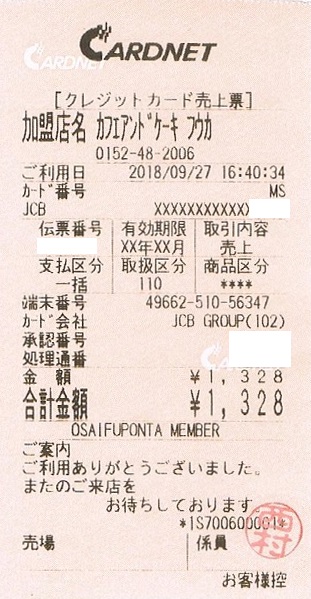 CARDNET
[クレジットカード売上票]
加盟店名 カフェアンドケーキ フウカ
0152-48-2006
ご利用日 2018/09/27 16:40:34
カード番号 MS
JCB XXXXXXXXXXX)
伝票番号 有効期限 取引内容
XX年XX月 売上
支払区分 取扱区分 商品区分
一括 110 ****
端末番号 49662-510-56347
カード会社 JCB GROUP(102)
承認番号
処理通番
金 額 ¥1,328
合計金額 ¥1,328
OSAIFUPONTA MEMBER
ご案内
ご利用ありがとうございました。
またのご来店を
お待ちしております
*1S700600001*
西村
売場 係員
お客様控